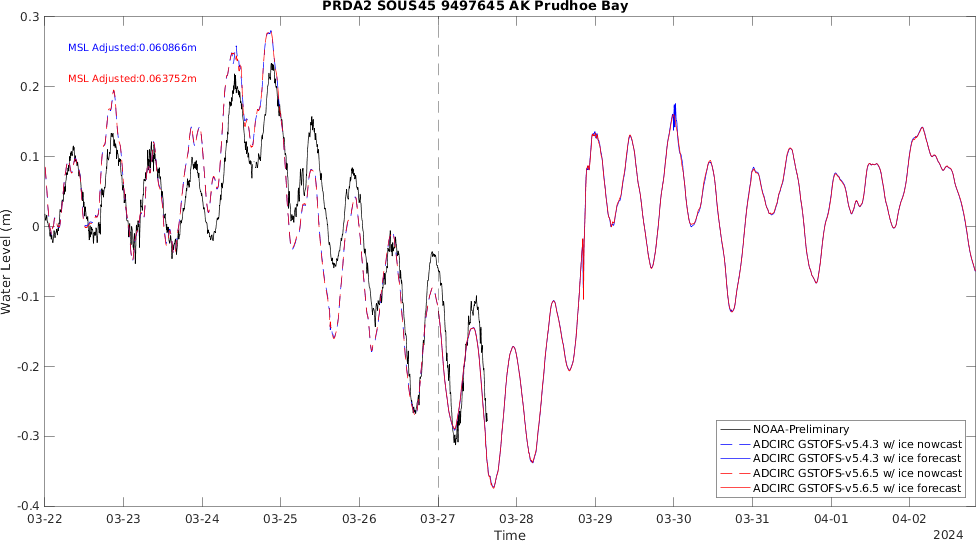 PRDA2 SOUS45 9497645 AK Prudhoe Bay
0.3
MSL Adjusted:0.060866m
MSL Adjusted:0.063752m
0.2
0.1
0
-0.1
-0.2
-0.3
-0.4
Water Level (m)
NOAA-Preliminary
ADCIRC GSTOFS-v5.4.3 w/ ice nowcast
ADCIRC GSTOFS-v5.4.3 w/ ice forecast
ADCIRC GSTOFS-v5.6.5 w/ ice nowcast
ADCIRC GSTOFS-v5.6.5 w/ ice forecast
03-22 03-23 03-24 03-25 03-26 03-27 03-28 03-29 03-30 03-31 04-01 04-02
Time
2024